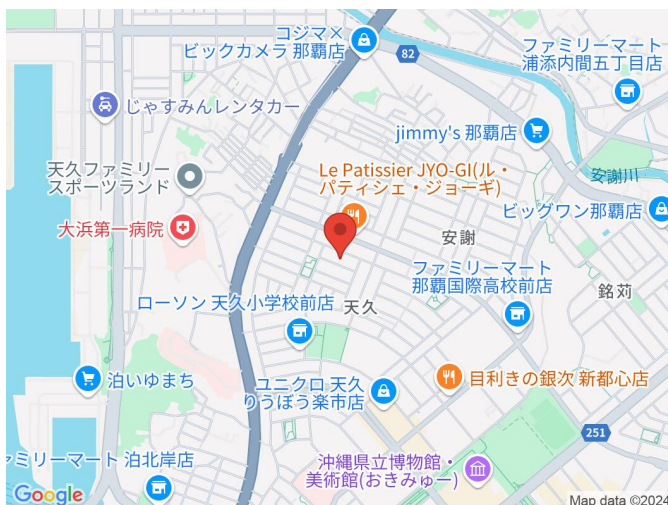 コジマ×
ビックカメラ 那覇店
82
ファミリーマート
浦添内間五丁目店
じゃすみんレンタカー
jimmy's 那覇店
天久ファミリー
スポーツランド
Le Patissier JYO-GI(ル・
パティシェ・ジョーギ)
安謝川
ビッグワン那覇店
大浜第一病院
安謝
ファミリーマート
那覇国際高校前店
銘苅
ローソン 天久小学校前店
天久
泊いゆまち
ユニクロ 天久
りうぼう楽市店
目利きの銀次 新都心店
251
ァミリーマート 泊北岸店
沖縄県立博物館・
美術館(おきみゅー)
Google
Map data ©2024